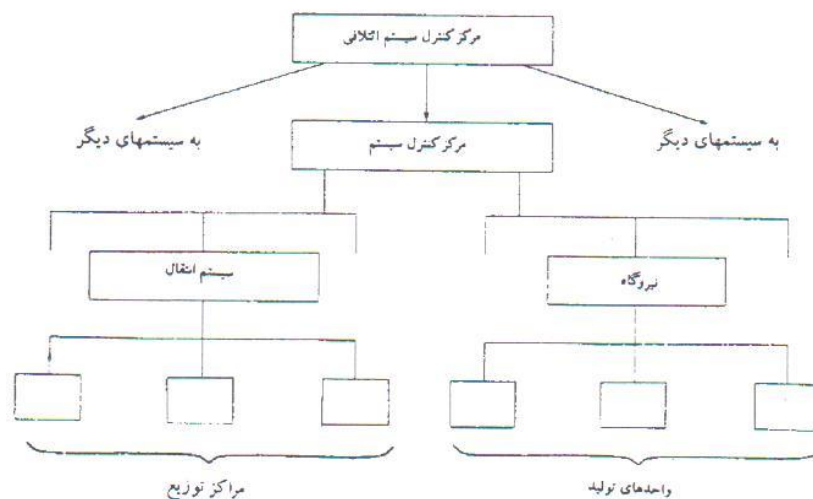 مرکز کنترل سیستم ائتلافی
به سیستمهای دیگر
به سیستمهای دیگر
مرکز کنترل سیستم
نیروگاه
سیستم انتقال
واحدهای تولید
مراکز توزیع